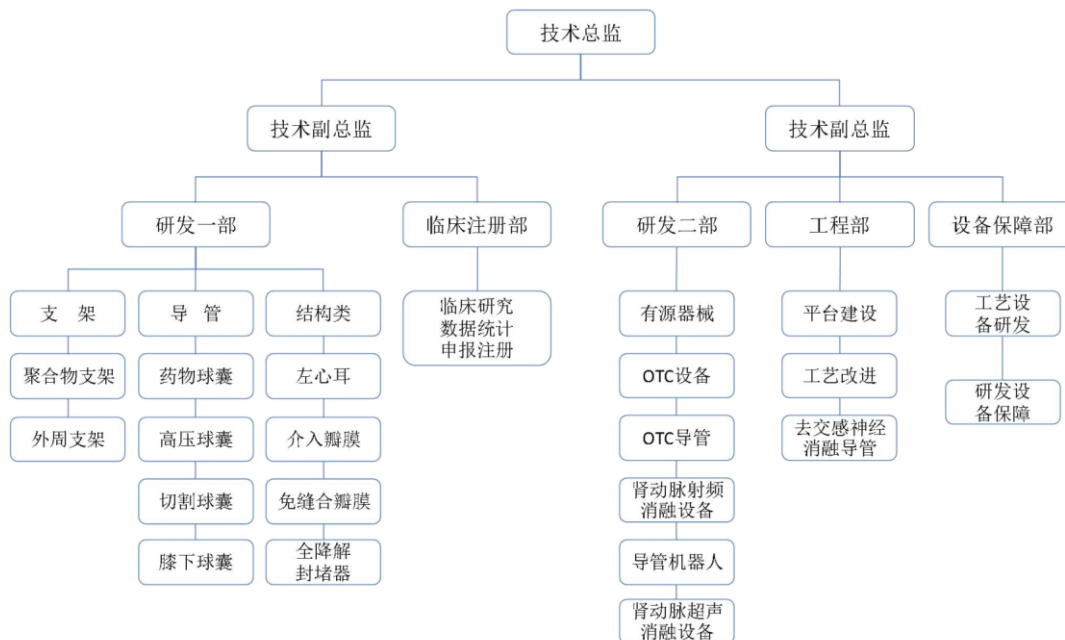 技术总监
技术副总监
技术副总监
研发一部
临床注册部
研发二部
工程部
设备保障部
支 架
导 管
结构类
临床研究
数据统计
申报注册
有源器械
平台建设
工艺设
备研发
聚合物支架
药物球囊
左心耳
OTC设备
工艺改进
研发设
备保障
外周支架
高压球囊
介入瓣膜
OTC导管
去交感神经
消融导管
切割球囊
免缝合瓣膜
肾动脉射频
消融设备
膝下球囊
全降解
封堵器
导管机器人
肾动脉超声
消融设备